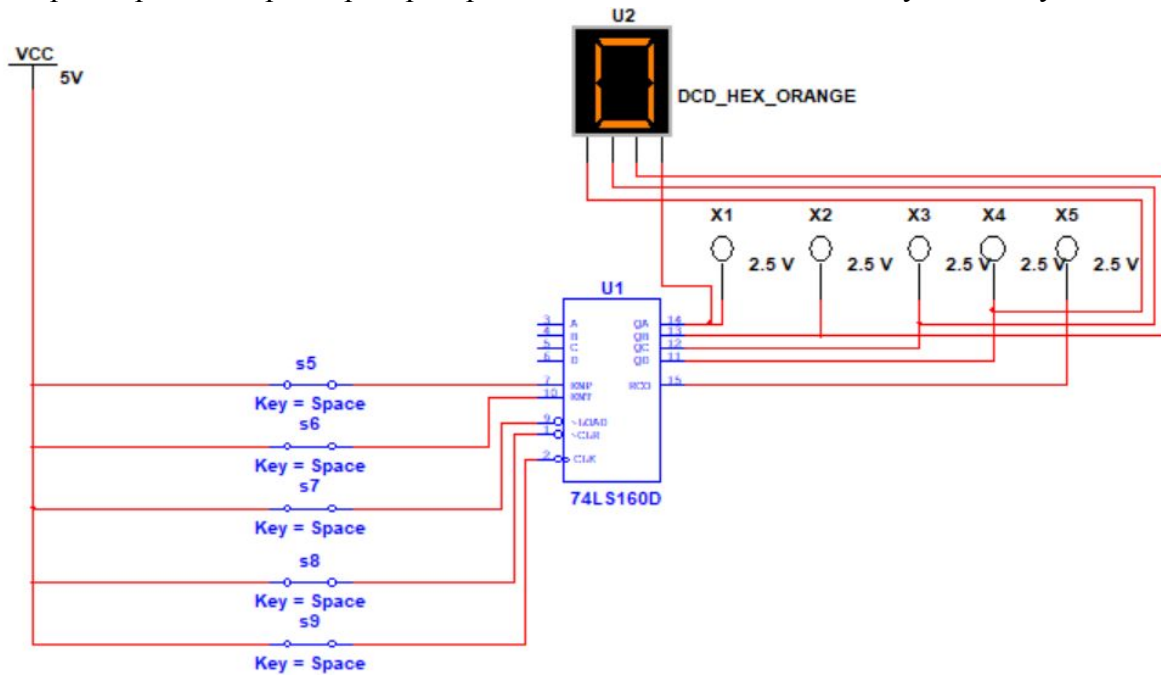 U2
VCC
5V
DCD_HEX_ORANGE
X1 X2 X3 X4 X5
2.5 V 2.5 V 2.5 V 2.5 V 2.5 V
U1
3 A QA 14
4 B QB 13
5 C QC 12
6 D QD 11
7 ENP RCO 15
10 ENT
9 ~LOAD
1 ~CLR
2 CLK
74LS160D
s5
Key = Space
s6
Key = Space
s7
Key = Space
s8
Key = Space
s9
Key = Space